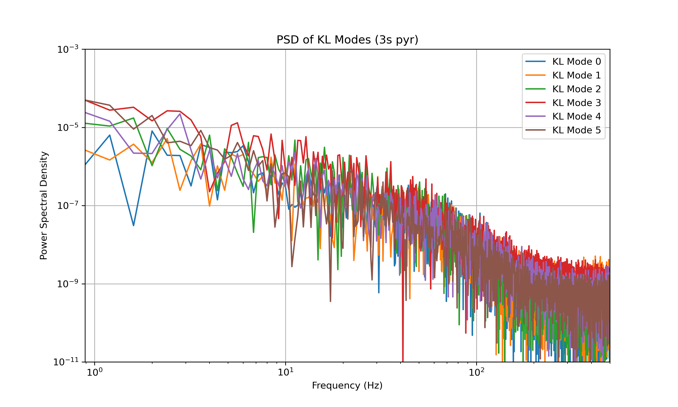 PSD of KL Modes (3s pyr)
KL Mode 0
KL Mode 1
KL Mode 2
KL Mode 3
KL Mode 4
KL Mode 5
Power Spectral Density
10⁻³
10⁻⁵
10⁻⁷
10⁻⁹
10⁻¹¹
10⁰ 10¹ 10²
Frequency (Hz)